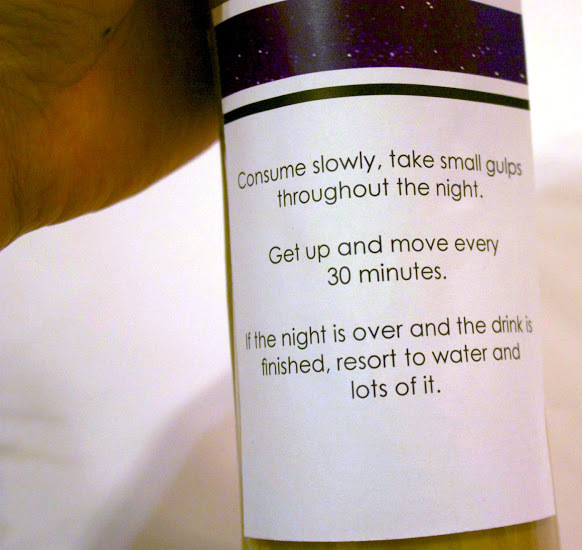 Consume slowly, take small gulps
throughout the night.
Get up and move every
30 minutes.
If the night is over and the drink is
finished, resort to water and
lots of it.